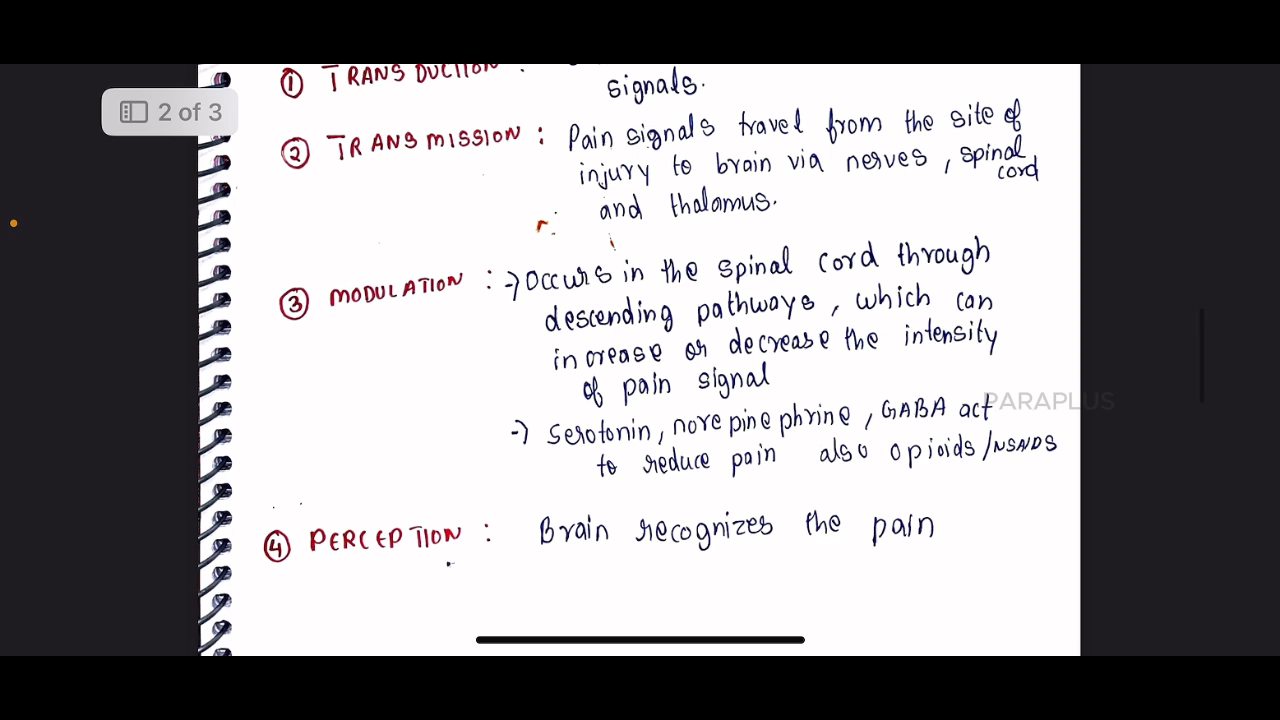 2 of 3
① TRANSDUCTION :
signals.
② TRANSMISSION : Pain signals travel from the site of
injury to brain via nerves, spinal
cord
and thalamus.
③ MODULATION : → Occurs in the spinal cord through
descending pathways, which can
increase or decrease the intensity
of pain signal
PARAPLUS
→ Serotonin, norepinephrine, GABA act
to reduce pain also opioids/NSAIDS
④ PERCEPTION : Brain recognizes the pain